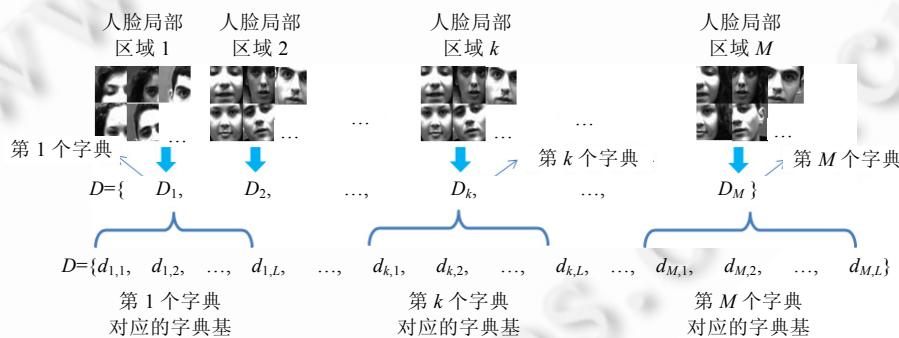 人脸局部 人脸局部 人脸局部 人脸局部
区域 1 区域 2 区域 k 区域 M
… … … … … …
第 1 个字典 第 k 个字典 第 M 个字典
D={ D1, D2, …, Dk, …, DM }
D={d1,1, d1,2, …, d1,L, …, dk,1, dk,2, …, dk,L, …, dM,1, dM,2, …, dM,L}
第 1 个字典 第 k 个字典 第 M 个字典
对应的字典基 对应的字典基 对应的字典基